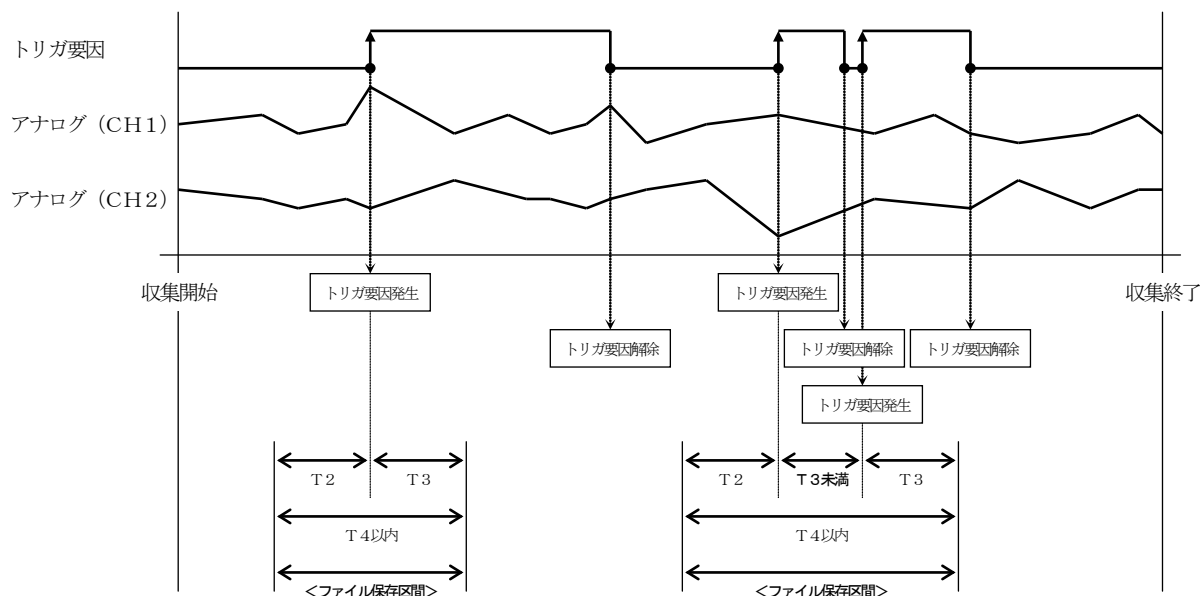 トリガ要因
アナログ（CH1）
アナログ（CH2）
収集開始
収集終了
トリガ要因発生
トリガ要因発生
トリガ要因解除
トリガ要因解除
トリガ要因解除
トリガ要因発生
T2
T3
T2
T3未満
T3
T4以内
T4以内
＜ファイル保存区間＞
＜ファイル保存区間＞